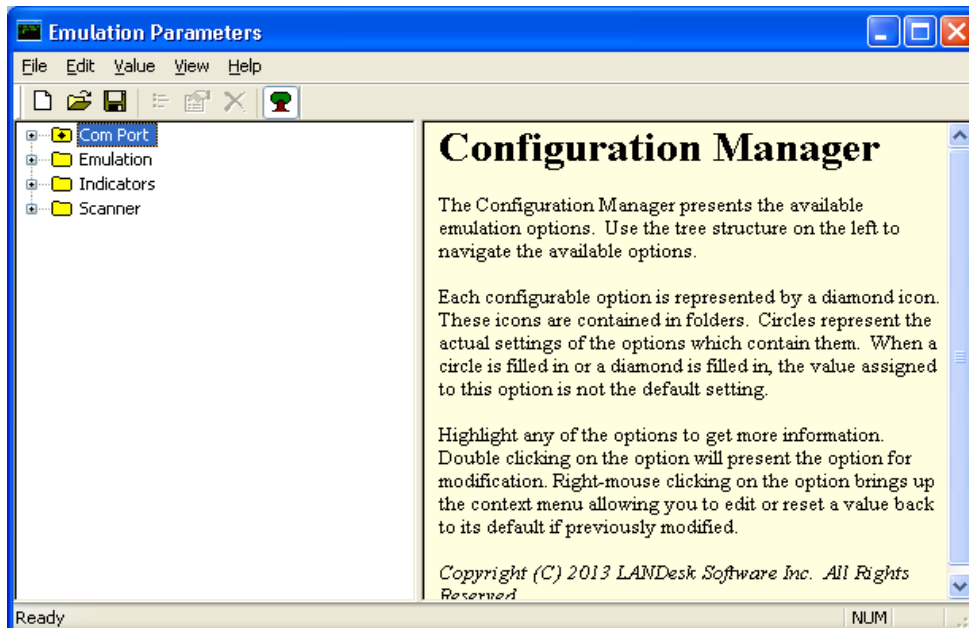 Emulation Parameters
File Edit Value View Help
Com Port
Emulation
Indicators
Scanner
Configuration Manager
The Configuration Manager presents the available
emulation options. Use the tree structure on the left to
navigate the available options.
Each configurable option is represented by a diamond icon.
These icons are contained in folders. Circles represent the
actual settings of the options which contain them. When a
circle is filled in or a diamond is filled in, the value assigned
to this option is not the default setting.
Highlight any of the options to get more information.
Double clicking on the option will present the option for
modification. Right-mouse clicking on the option brings up
the context menu allowing you to edit or reset a value back
to its default if previously modified.
Copyright (C) 2013 LANDesk Software Inc. All Rights
Reserved
Ready NUM